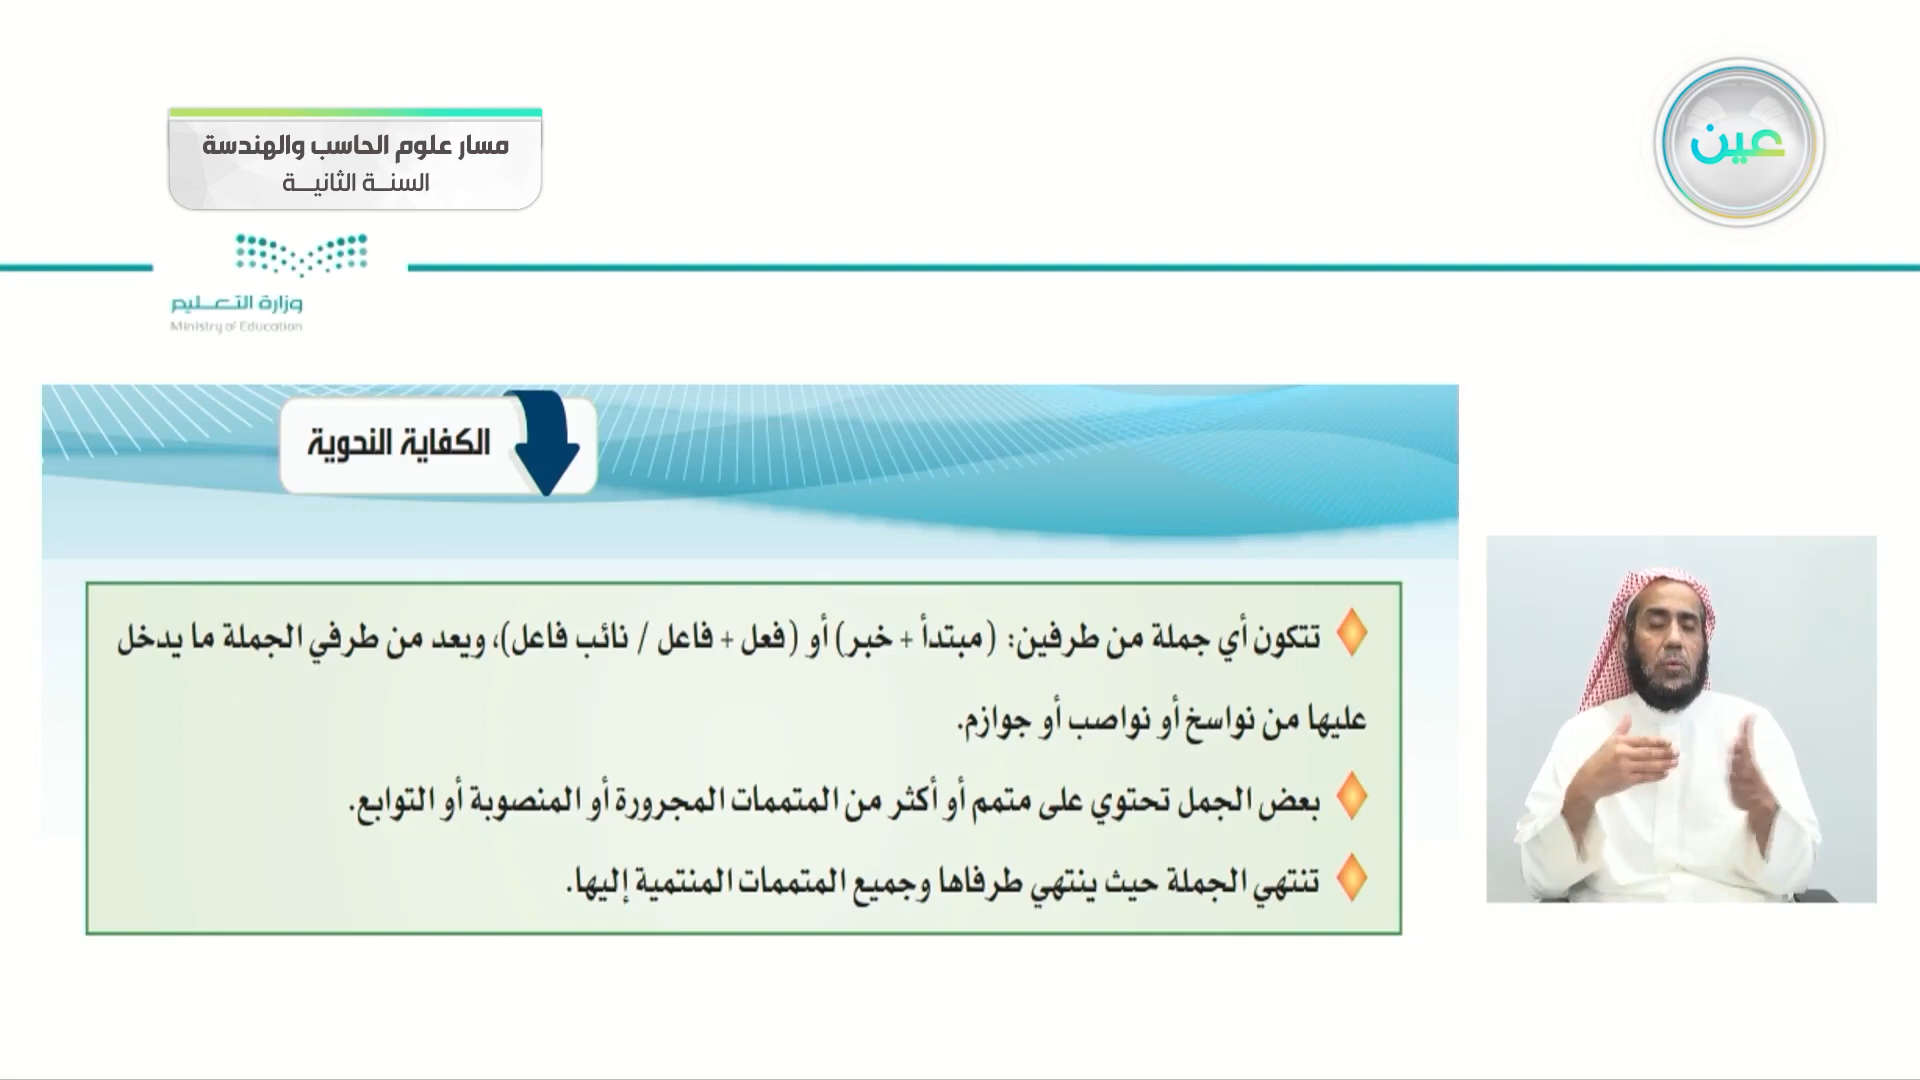 عين
مسار علوم الحاسب والهندسة
السنة الثانية
وزارة التعليم
Ministry of Education
الكفاية النحوية
تتكون أي جملة من طرفين: (مبتدأ + خبر) أو (فعل + فاعل / نائب فاعل)، ويعد من طرفي الجملة ما يدخل
عليها من نواسخ أو نواصب أو جوازم.
بعض الجمل تحتوي على متمم أو أكثر من المتممات المجرورة أو المنصوبة أو التوابع.
تنتهي الجملة حيث ينتهي طرفاها وجميع المتممات المنتمية إليها.